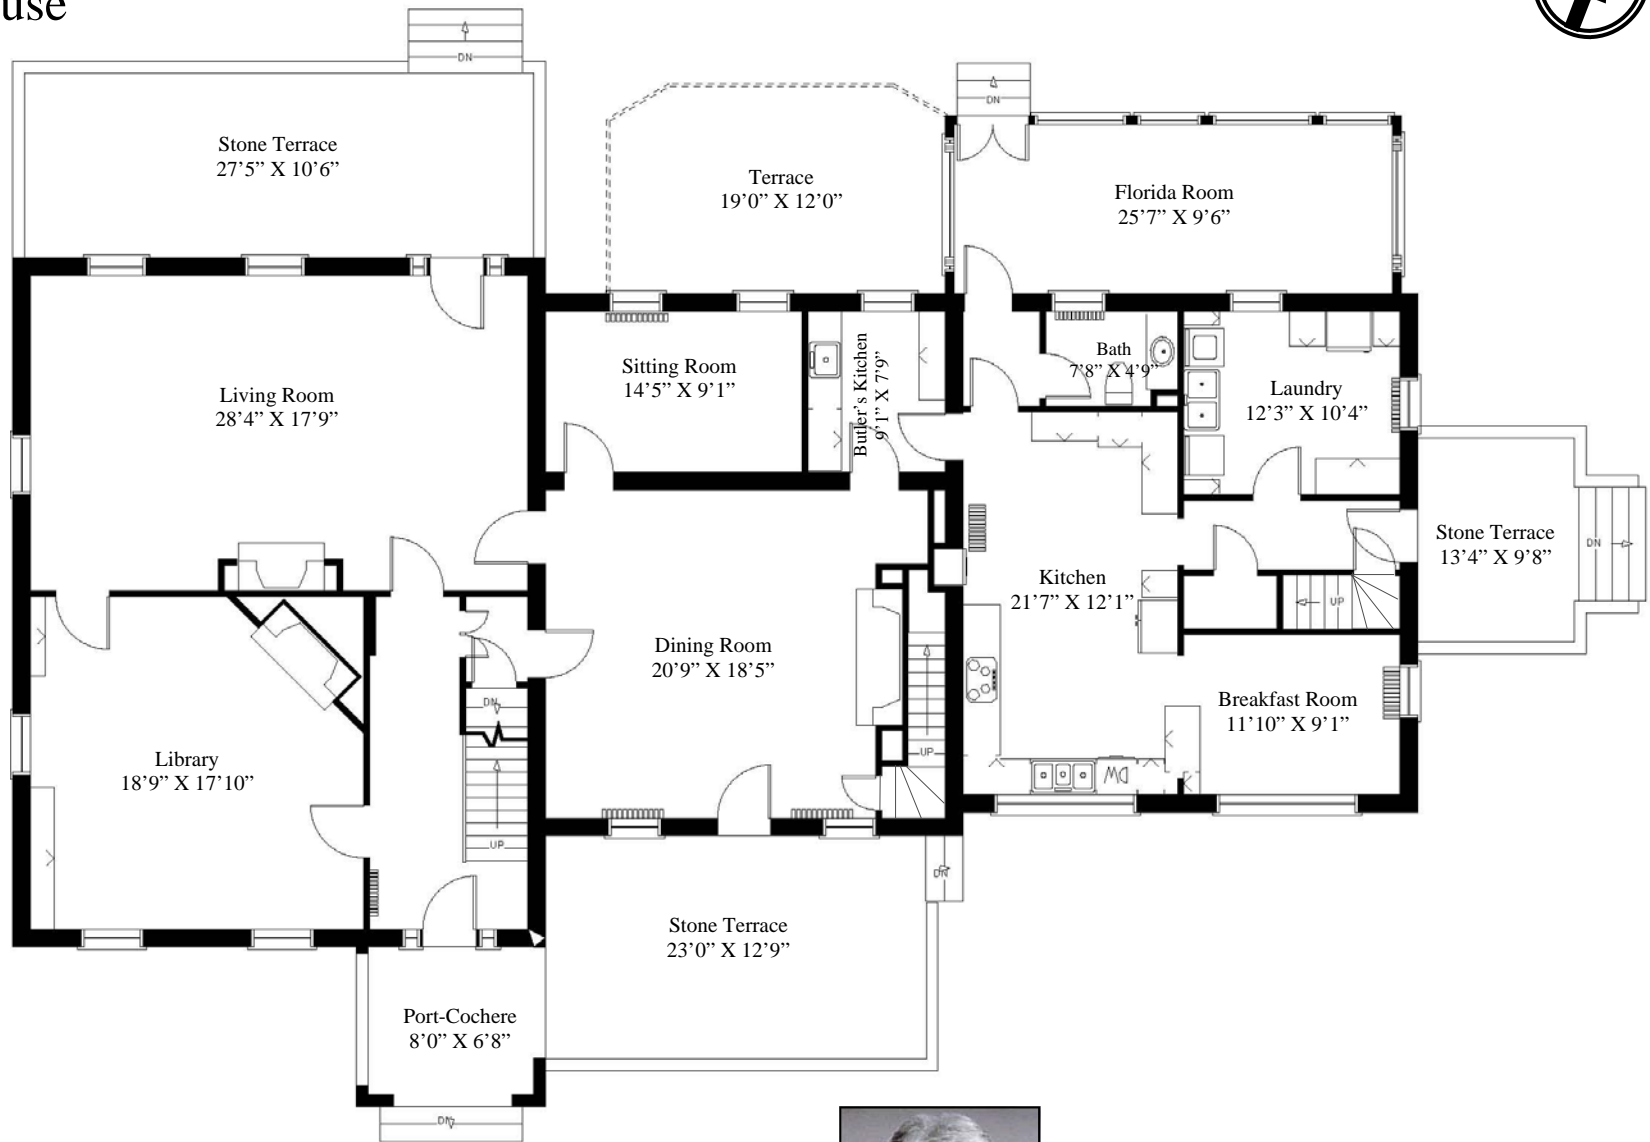 use
DN
DN
Stone Terrace
27’5” X 10’6”
Terrace
19’0” X 12’0”
Florida Room
25’7” X 9’6”
Living Room
28’4” X 17’9”
Sitting Room
14’5” X 9’1”
Butler’s Kitchen
9’1” X 7’9”
Bath
7’8” X 4’9”
Laundry
12’3” X 10’4”
Stone Terrace
13’4” X 9’8”
DN
Kitchen
21’7” X 12’1”
UP
Dining Room
20’9” X 18’5”
DN
UP
Breakfast Room
11’10” X 9’1”
Library
18’9” X 17’10”
DW
UP
DN
Stone Terrace
23’0” X 12’9”
Port-Cochere
8’0” X 6’8”
DN